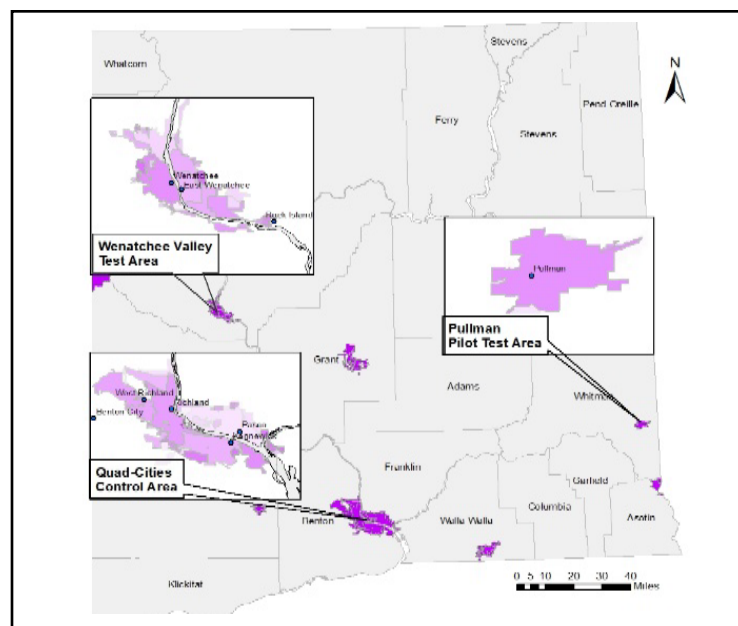 Stevens
Whatcom
N
Pend Oreille
Ferry
Stevens
Wenatchee
East Wenatchee
Rock Island
Wenatchee Valley
Test Area
Pullman
Pullman
Pilot Test Area
Grant
Adams
Whitman
West Richland
Richland
Benton City
Pasco
Kennewick
Quad-Cities
Control Area
Franklin
Garfield
Columbia
Benton
Walla Walla
Asotin
Klickitat
0 5 10 20 30 40
Miles